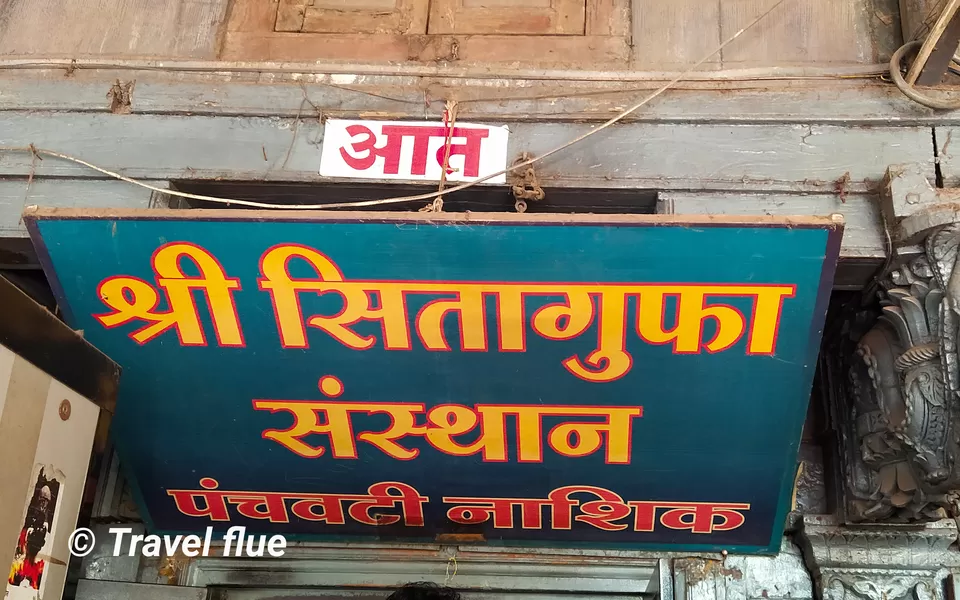 आत
श्री सितागुफा
संस्थान
पंचवटी नाशिक
© Travel flue